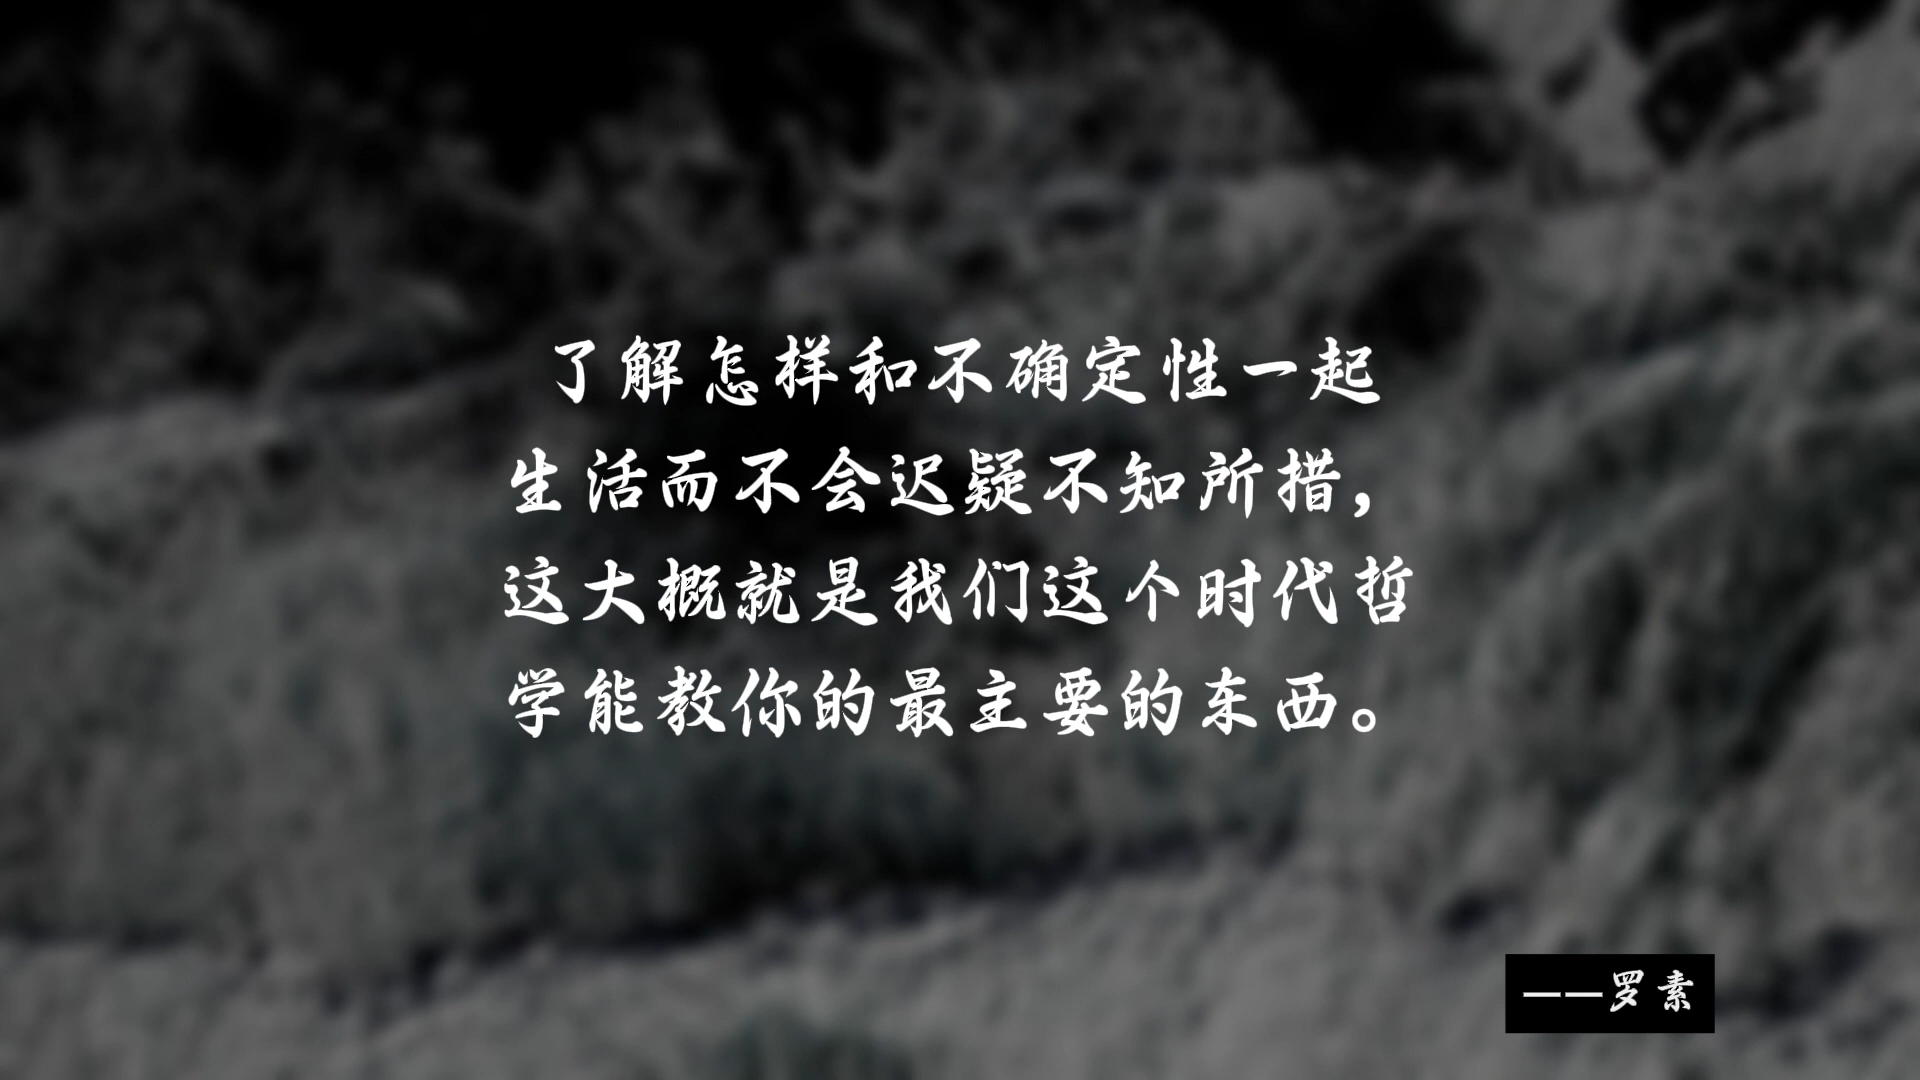 了解怎样和不确定性一起
生活而不会迟疑不知所措，
这大概就是我们这个时代哲
学能教你的最主要的东西。
——罗素